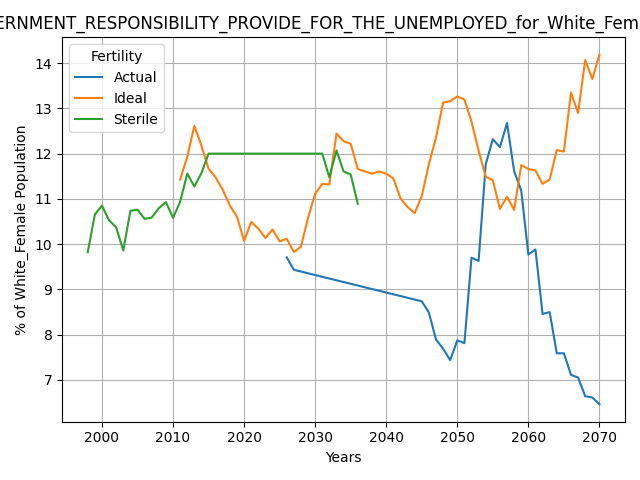 ERNMENT_RESPONSIBILITY_PROVIDE_FOR_THE_UNEMPLOYED_for_White_Fem
Fertility
Actual
Ideal
Sterile
14
13
12
11
10
9
8
7
% of White_Female Population
2000 2010 2020 2030 2040 2050 2060 2070
Years